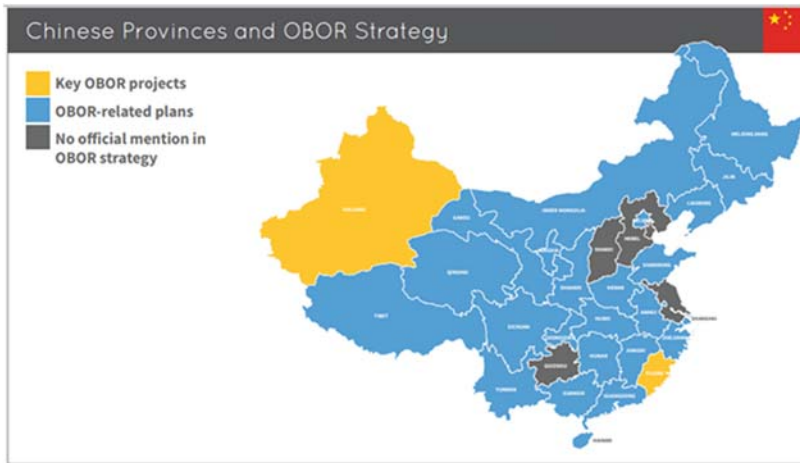 Chinese Provinces and OBOR Strategy
Key OBOR projects
OBOR-related plans
No official mention in
OBOR strategy
HEILONGJIANG
JILIN
LIAONING
INNER MONGOLIA
GANSU
XINJIANG
SHANXI
HEBEI
SHANDONG
QINGHAI
SHAANXI
HENAN
TIBET
SICHUAN
HUBEI
ANHUI
SHANGHAI
ZHEJIANG
HUNAN
JIANGXI
GUIZHOU
FUJIAN
YUNNAN
GUANGXI
GUANGDONG
HAINAN